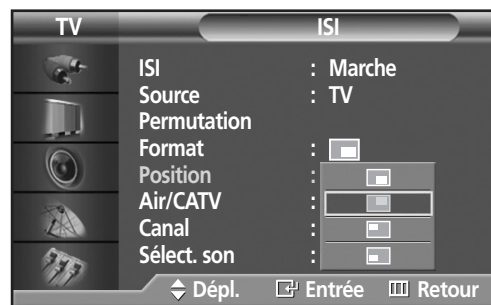 TV ISI
ISI : Marche
Source : TV
Permutation
Format :
Position :
Air/CATV :
Canal :
Sélect. son :
Dépl. Entrée Retour